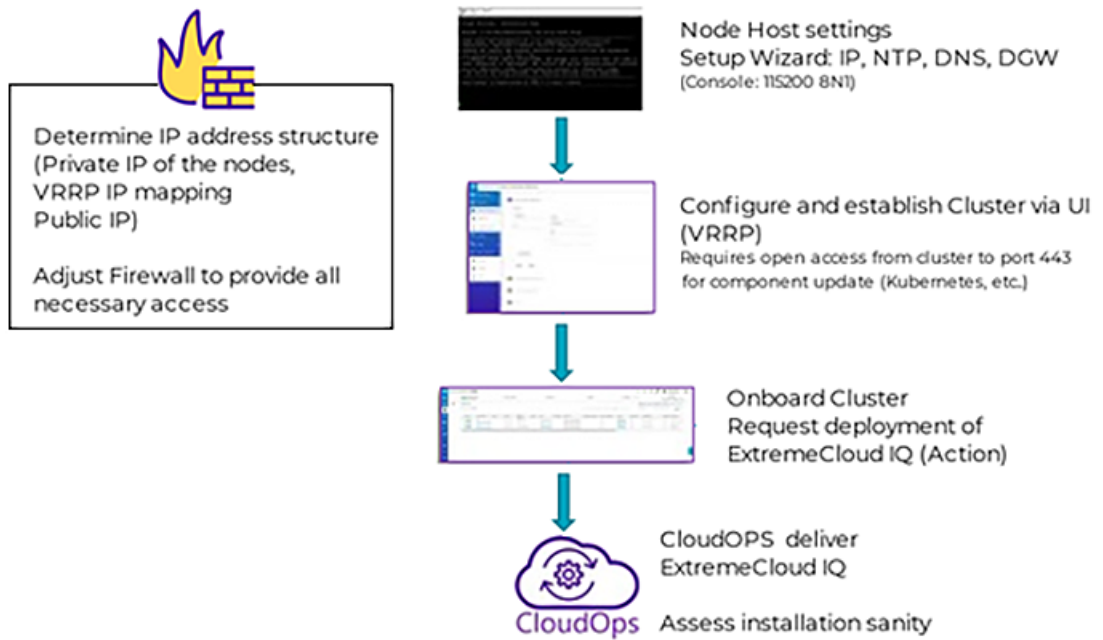 Determine IP address structure
(Private IP of the nodes,
VRRP IP mapping
Public IP)
Adjust Firewall to provide all
necessary access
Node Host settings
Setup Wizard: IP, NTP, DNS, DGW
(Console: 115200 8N1)
Configure and establish Cluster via UI
(VRRP)
Requires open access from cluster to port 443
for component update (Kubernetes, etc.)
Onboard Cluster
Request deployment of
ExtremeCloud IQ (Action)
CloudOps
CloudOPS deliver
ExtremeCloud IQ
Assess installation sanity